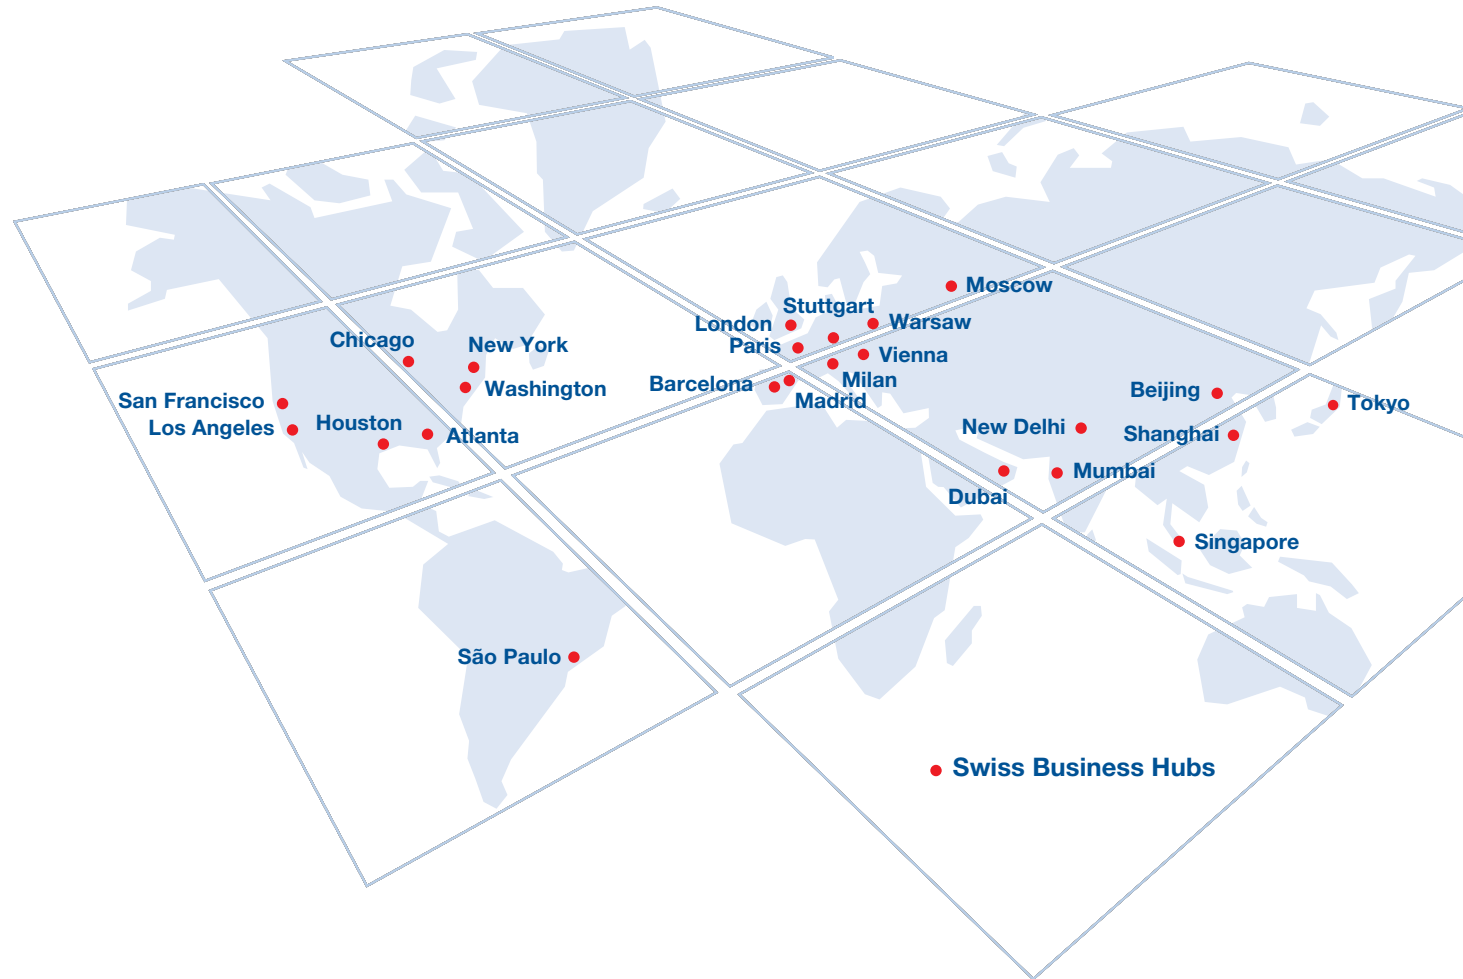 Moscow
Stuttgart
London
Warsaw
Paris
Vienna
Chicago
New York
Milan
Barcelona
Washington
Madrid
Beijing
San Francisco
Tokyo
Houston
Los Angeles
Atlanta
New Delhi
Shanghai
Mumbai
Dubai
Singapore
São Paulo
Swiss Business Hubs